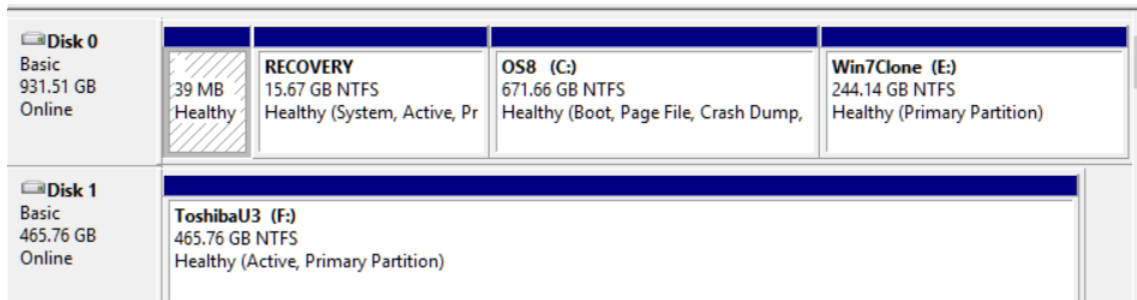 Disk 0
Basic
931.51 GB
Online
39 MB
Healthy
RECOVERY
15.67 GB NTFS
Healthy (System, Active, Pr
OS8 (C:)
671.66 GB NTFS
Healthy (Boot, Page File, Crash Dump,
Win7Clone (E:)
244.14 GB NTFS
Healthy (Primary Partition)
Disk 1
Basic
465.76 GB
Online
ToshibaU3 (F:)
465.76 GB NTFS
Healthy (Active, Primary Partition)